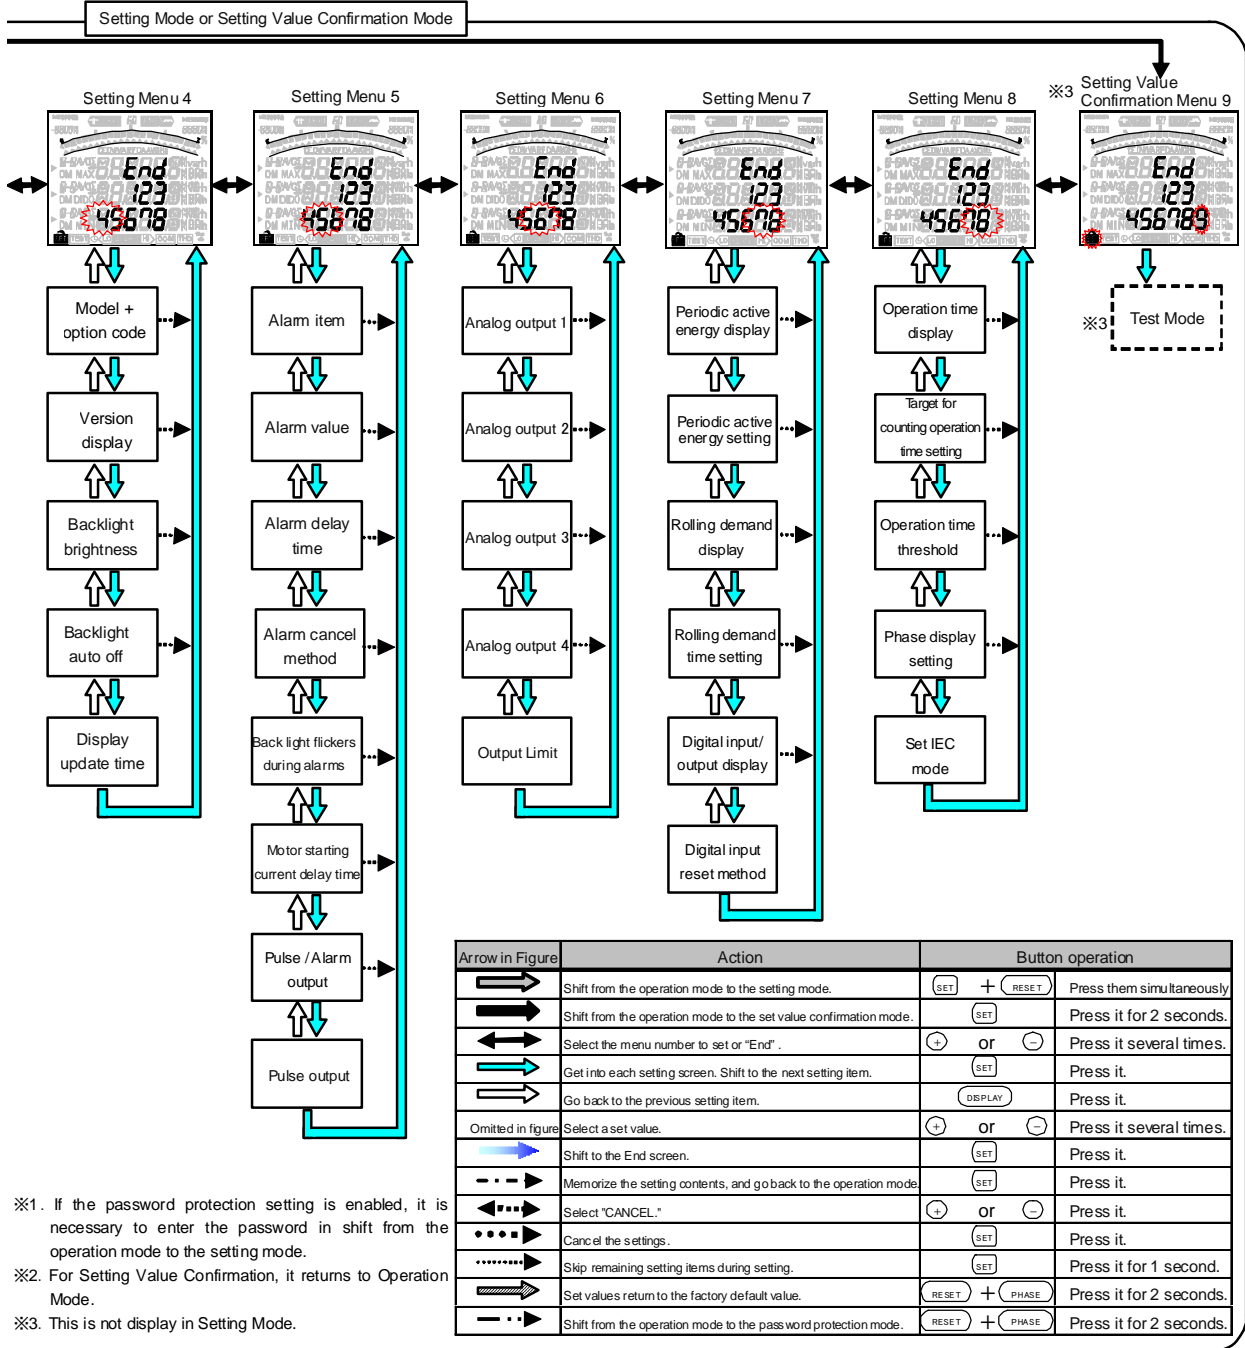 Setting Mode or Setting Value Confirmation Mode
Setting Menu 4
Setting Menu 5
Setting Menu 6
Setting Menu 7
Setting Menu 8
※3 Setting Value
Confirmation Menu 9
End
123
45678
End
123
45678
End
123
45678
End
123
45678
End
123
45678
End
123
456789
Model +
option code
Version
display
Backlight
brightness
Backlight
auto off
Display
update time
Alarm item
Alarm value
Alarm delay
time
Alarm cancel
method
Back light flickers
during alarms
Motor starting
current delay time
Pulse / Alarm
output
Pulse output
Analog output 1
Analog output 2
Analog output 3
Analog output 4
Output Limit
Periodic active
energy display
Periodic active
energy setting
Rolling demand
display
Rolling demand
time setting
Digital input/
output display
Digital input
reset method
Operation time
display
Target for
counting operation
time setting
Operation time
threshold
Phase display
setting
Set IEC
mode
※3 Test Mode
Arrow in Figure Action Button operation
Shift from the operation mode to the setting mode. SET + RESET Press them simultaneously
Shift from the operation mode to the set value confirmation mode. SET Press it for 2 seconds.
Select the menu number to set or “End” . + or - Press it several times.
Get into each setting screen. Shift to the next setting item. SET Press it.
Go back to the previous setting item. DISPLAY Press it.
Omitted in figure Select a set value. + or - Press it several times.
Shift to the End screen. SET Press it.
Memorize the setting contents, and go back to the operation mode. SET Press it.
Select "CANCEL." + or - Press it.
Cancel the settings. SET Press it.
Skip remaining setting items during setting. SET Press it for 1 second.
Set values return to the factory default value. RESET + PHASE Press it for 2 seconds.
Shift from the operation mode to the password protection mode. RESET + PHASE Press it for 2 seconds.
※1. If the password protection setting is enabled, it is
necessary to enter the password in shift from the
operation mode to the setting mode.
※2. For Setting Value Confirmation, it returns to Operation
Mode.
※3. This is not display in Setting Mode.